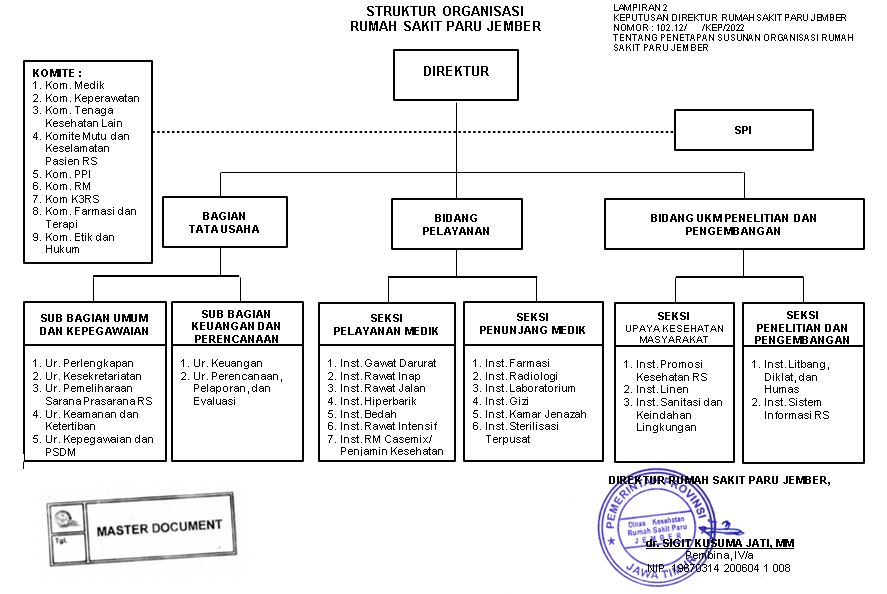 STRUKTUR ORGANISASI
RUMAH SAKIT PARU JEMBER
LAMPIRAN 2
KEPUTUSAN DIREKTUR RUMAH SAKIT PARU JEMBER
NOMOR : 102.12/ /KEP/2022
TENTANG PENETAPAN SUSUNAN ORGANISASI RUMAH
SAKIT PARU JEMBER
DIREKTUR
KOMITE :
1. Kom. Medik
2. Kom. Keperawatan
3. Kom. Tenaga
Kesehatan Lain
4. Komite Mutu dan
Keselamatan
Pasien RS
5. Kom. PPI
6. Kom. RM
7. Kom K3RS
8. Kom. Farmasi dan
Terapi
9. Kom. Etik dan
Hukum
SPI
BAGIAN
TATA USAHA
BIDANG
PELAYANAN
BIDANG UKM PENELITIAN DAN
PENGEMBANGAN
SUB BAGIAN UMUM
DAN KEPEGAWAIAN
1. Ur. Perlengkapan
2. Ur. Kesekretariatan
3. Ur. Pemeliharaan
Sarana Prasarana RS
4. Ur. Keamanan dan
Ketertiban
5. Ur. Kepegawaian dan
PSDM
SUB BAGIAN
KEUANGAN DAN
PERENCANAAN
1. Ur. Keuangan
2. Ur. Perencanaan,
Pelaporan, dan
Evaluasi
SEKSI
PELAYANAN MEDIK
1. Inst. Gawat Darurat
2. Inst. Rawat Inap
3. Inst. Rawat Jalan
4. Inst. Hiperbarik
5. Inst. Bedah
6. Inst. Rawat Intensif
7. Inst. RM Casemix/
Penjamin Kesehatan
SEKSI
PENUNJANG MEDIK
1. Inst. Farmasi
2. Inst. Radiologi
3. Inst. Laboratorium
4. Inst. Gizi
5. Inst. Kamar Jenazah
6. Inst. Sterilisasi
Terpusat
SEKSI
UPAYA KESEHATAN
MASYARAKAT
1. Inst. Promosi
Kesehatan RS
2. Inst. Linen
3. Inst. Sanitasi dan
Keindahan
Lingkungan
SEKSI
PENELITIAN DAN
PENGEMBANGAN
1. Inst. Litbang,
Diklat, dan
Humas
2. Inst. Sistem
Informasi RS
DIREKTUR RUMAH SAKIT PARU JEMBER,
PEMERINTAH PROVINSI
Dinas Kesehatan
Rumah Sakit Paru
JEMBER
JAWA TIMUR
dr. SIGIT KUSUMA JATI, MM
Pembina, IV/a
NIP. 19670314 200604 1 008
Tgl.
MASTER DOCUMENT